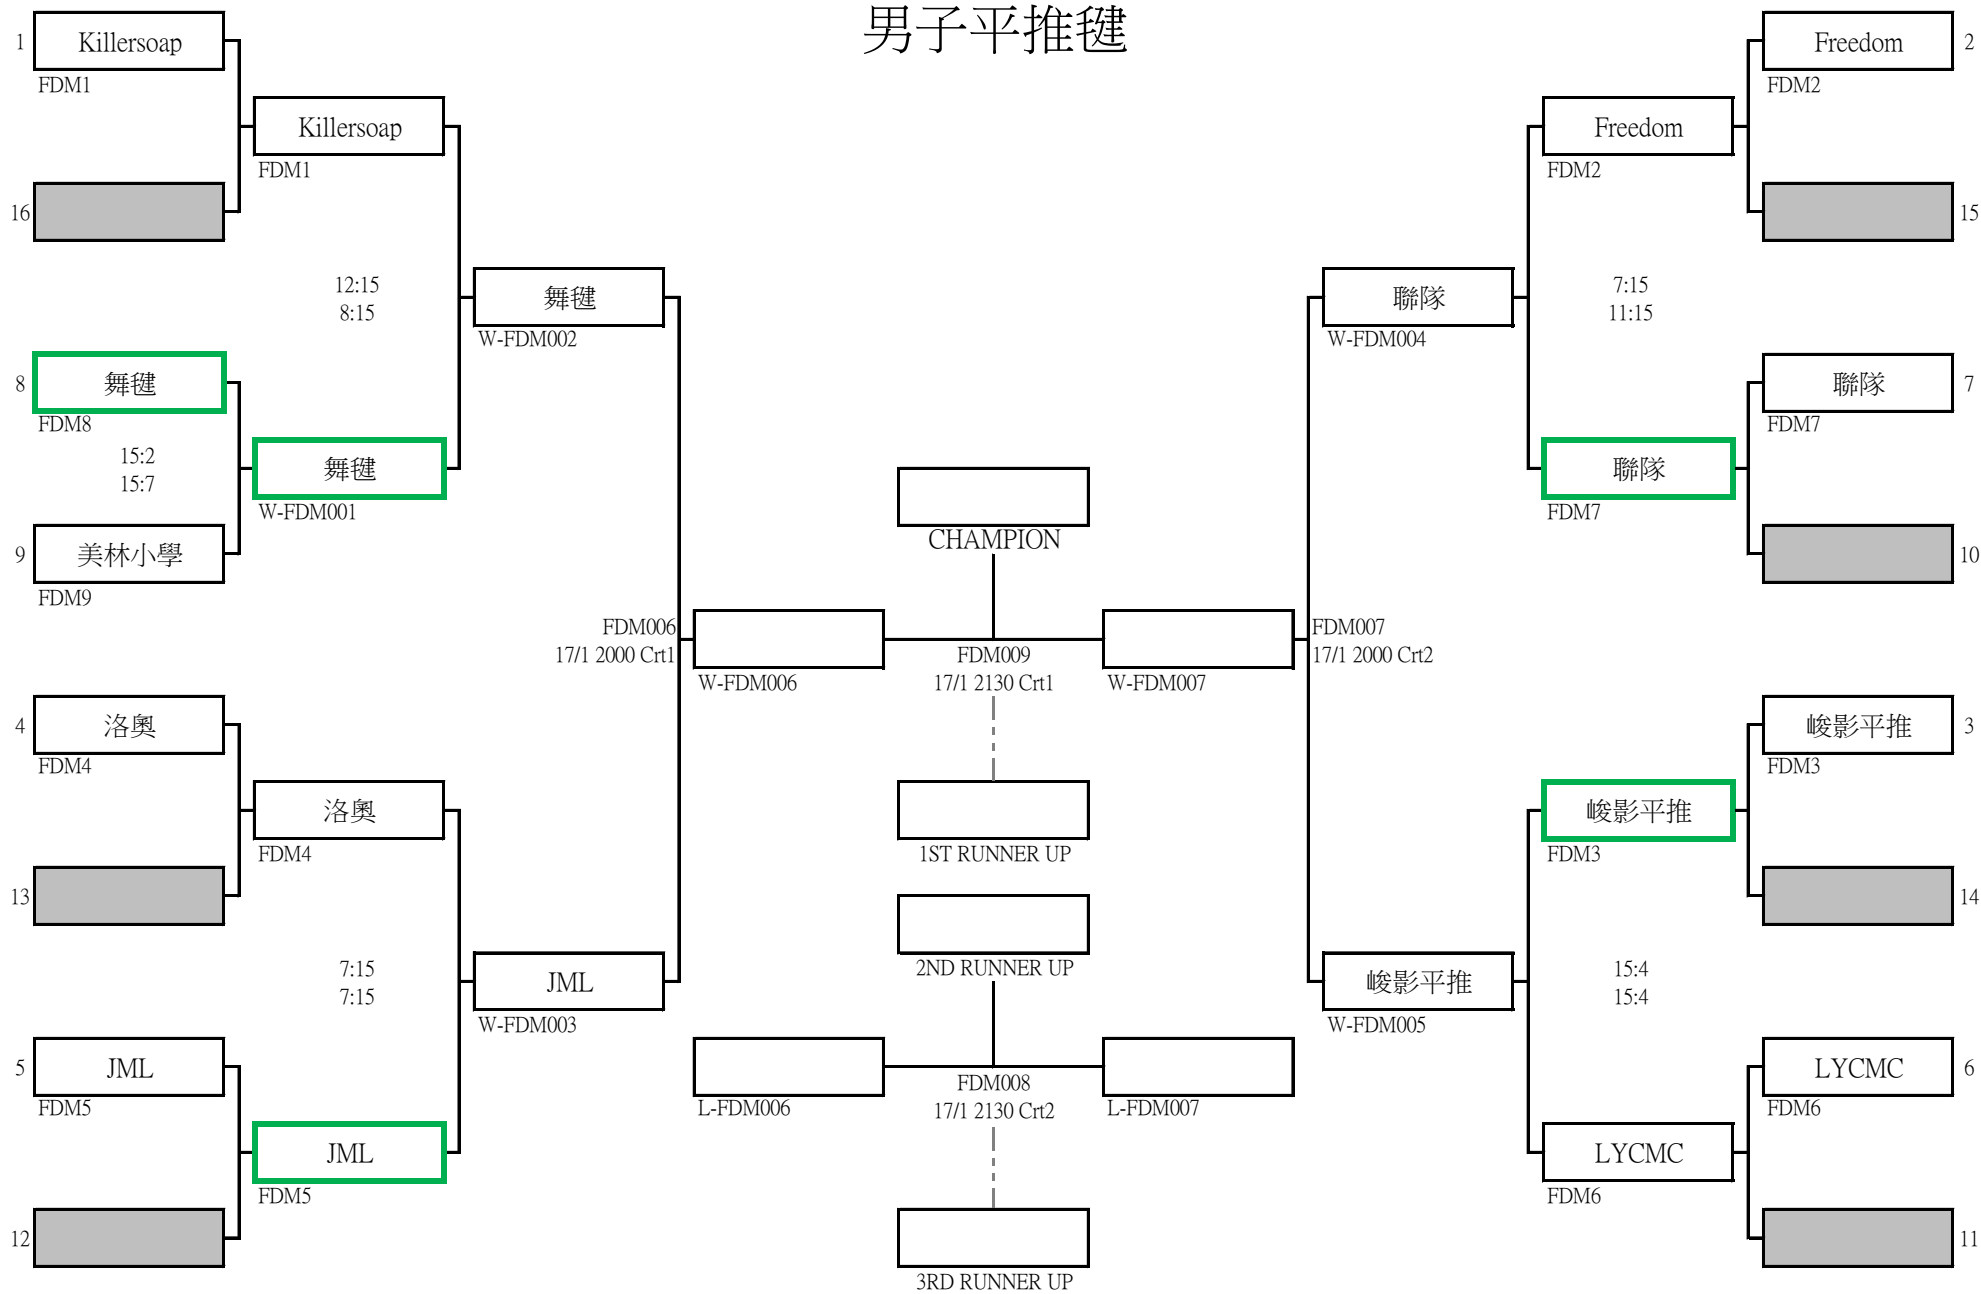 男子平推毽
1
Killersoap
FDM1
Killersoap
FDM1
16
12:15
8:15
舞毽
W-FDM002
8
舞毽
FDM8
15:2
15:7
舞毽
W-FDM001
9
美林小學
FDM9
FDM006
17/1 2000 Crt1
4
洛奧
FDM4
洛奧
FDM4
13
7:15
7:15
JML
W-FDM003
5
JML
FDM5
JML
FDM5
12
CHAMPION
W-FDM006
FDM009
17/1 2130 Crt1
W-FDM007
1ST RUNNER UP
2ND RUNNER UP
L-FDM006
FDM008
17/1 2130 Crt2
L-FDM007
3RD RUNNER UP
Freedom
2
FDM2
Freedom
FDM2
15
7:15
11:15
聯隊
W-FDM004
聯隊
7
FDM7
聯隊
FDM7
10
FDM007
17/1 2000 Crt2
峻影平推
3
FDM3
峻影平推
FDM3
14
15:4
15:4
峻影平推
W-FDM005
LYCMC
6
FDM6
LYCMC
FDM6
11